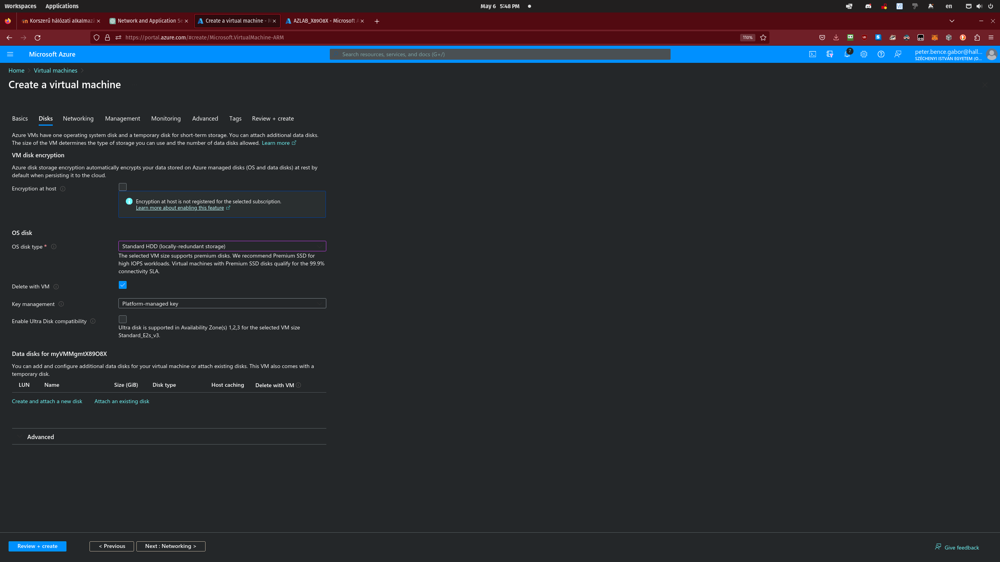 Workspaces Applications May 6 5:48 PM en
Korszerű hálózati alkalmazá Network and Application Se Create a virtual machine - M AZLAB_X89O8X - Microsoft A
https://portal.azure.com/#create/Microsoft.VirtualMachine-ARM 110%
Microsoft Azure Search resources, services, and docs (G+/) 7 peter.bence.gabor@hall...
SZÉCHENYI ISTVÁN EGYETEM (O...
Home Virtual machines
Create a virtual machine
Basics Disks Networking Management Monitoring Advanced Tags Review + create
Azure VMs have one operating system disk and a temporary disk for short-term storage. You can attach additional data disks.
The size of the VM determines the type of storage you can use and the number of data disks allowed. Learn more
VM disk encryption
Azure disk storage encryption automatically encrypts your data stored on Azure managed disks (OS and data disks) at rest by
default when persisting it to the cloud.
Encryption at host
Encryption at host is not registered for the selected subscription.
Learn more about enabling this feature
OS disk
OS disk type * Standard HDD (locally-redundant storage)
The selected VM size supports premium disks. We recommend Premium SSD for
high IOPS workloads. Virtual machines with Premium SSD disks qualify for the 99.9%
connectivity SLA.
Delete with VM
Key management Platform-managed key
Enable Ultra Disk compatibility
Ultra disk is supported in Availability Zone(s) 1,2,3 for the selected VM size
Standard_E2s_v3.
Data disks for myVMMgmtX89O8X
You can add and configure additional data disks for your virtual machine or attach existing disks. This VM also comes with a
temporary disk.
LUN Name Size (GiB) Disk type Host caching Delete with VM
Create and attach a new disk Attach an existing disk
Advanced
Review + create < Previous Next : Networking > Give feedback